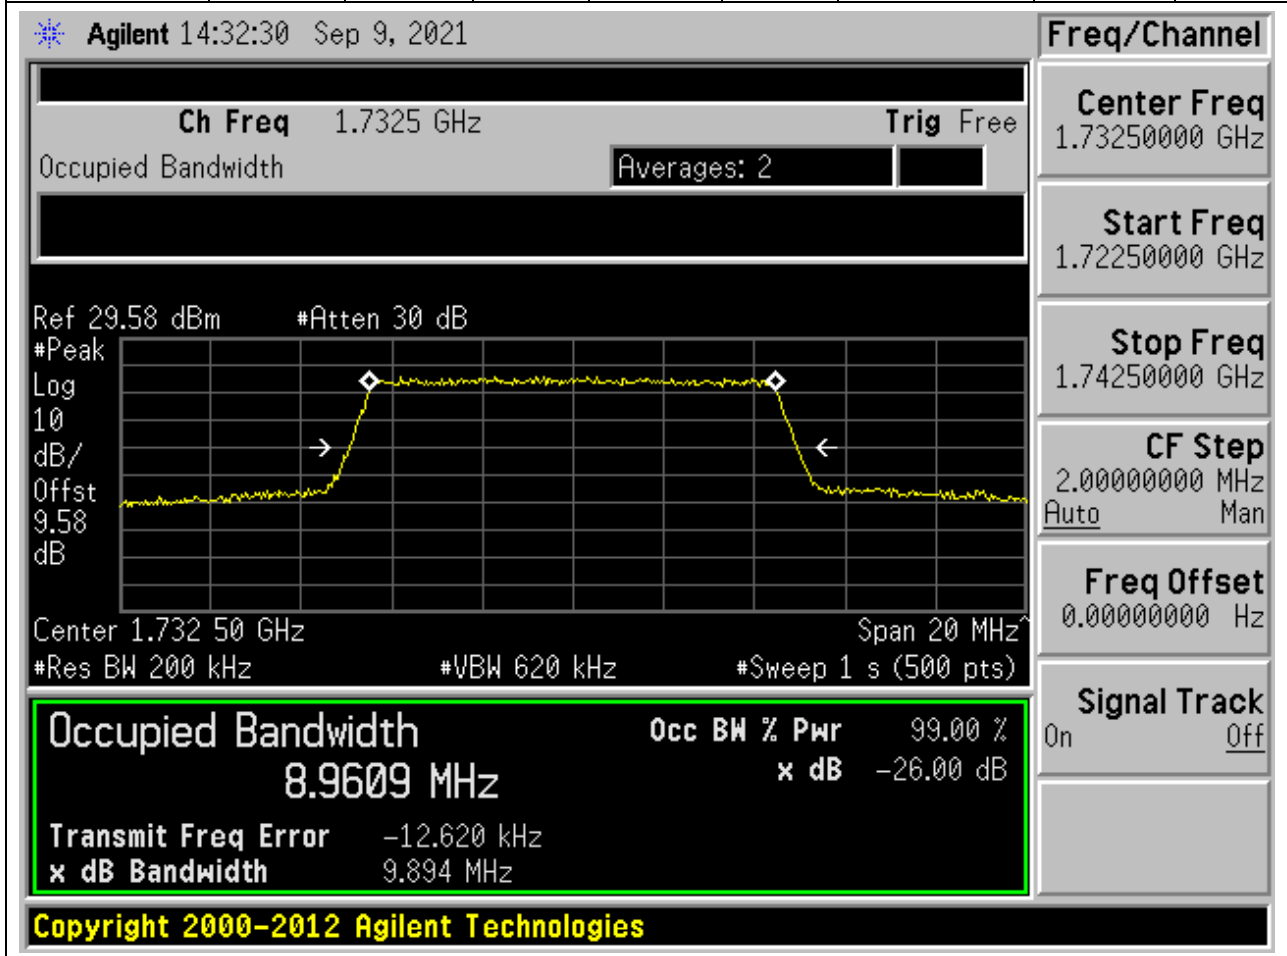 Agilent 14:32:30 Sep 9, 2021
Freq/Channel
Ch Freq 1.7325 GHz Trig Free
Occupied Bandwidth Averages: 2
Center Freq
1.73250000 GHz
Start Freq
1.72250000 GHz
Stop Freq
1.74250000 GHz
CF Step
2.00000000 MHz
Auto Man
Freq Offset
0.00000000 Hz
Signal Track
On Off
Ref 29.58 dBm #Atten 30 dB
#Peak
Log
10
dB/
Offst
9.58
dB
Center 1.732 50 GHz Span 20 MHz^
#Res BW 200 kHz #VBW 620 kHz #Sweep 1 s (500 pts)
Occupied Bandwidth Occ BW % Pwr 99.00 %
8.9609 MHz x dB -26.00 dB
Transmit Freq Error -12.620 kHz
x dB Bandwidth 9.894 MHz
Copyright 2000-2012 Agilent Technologies